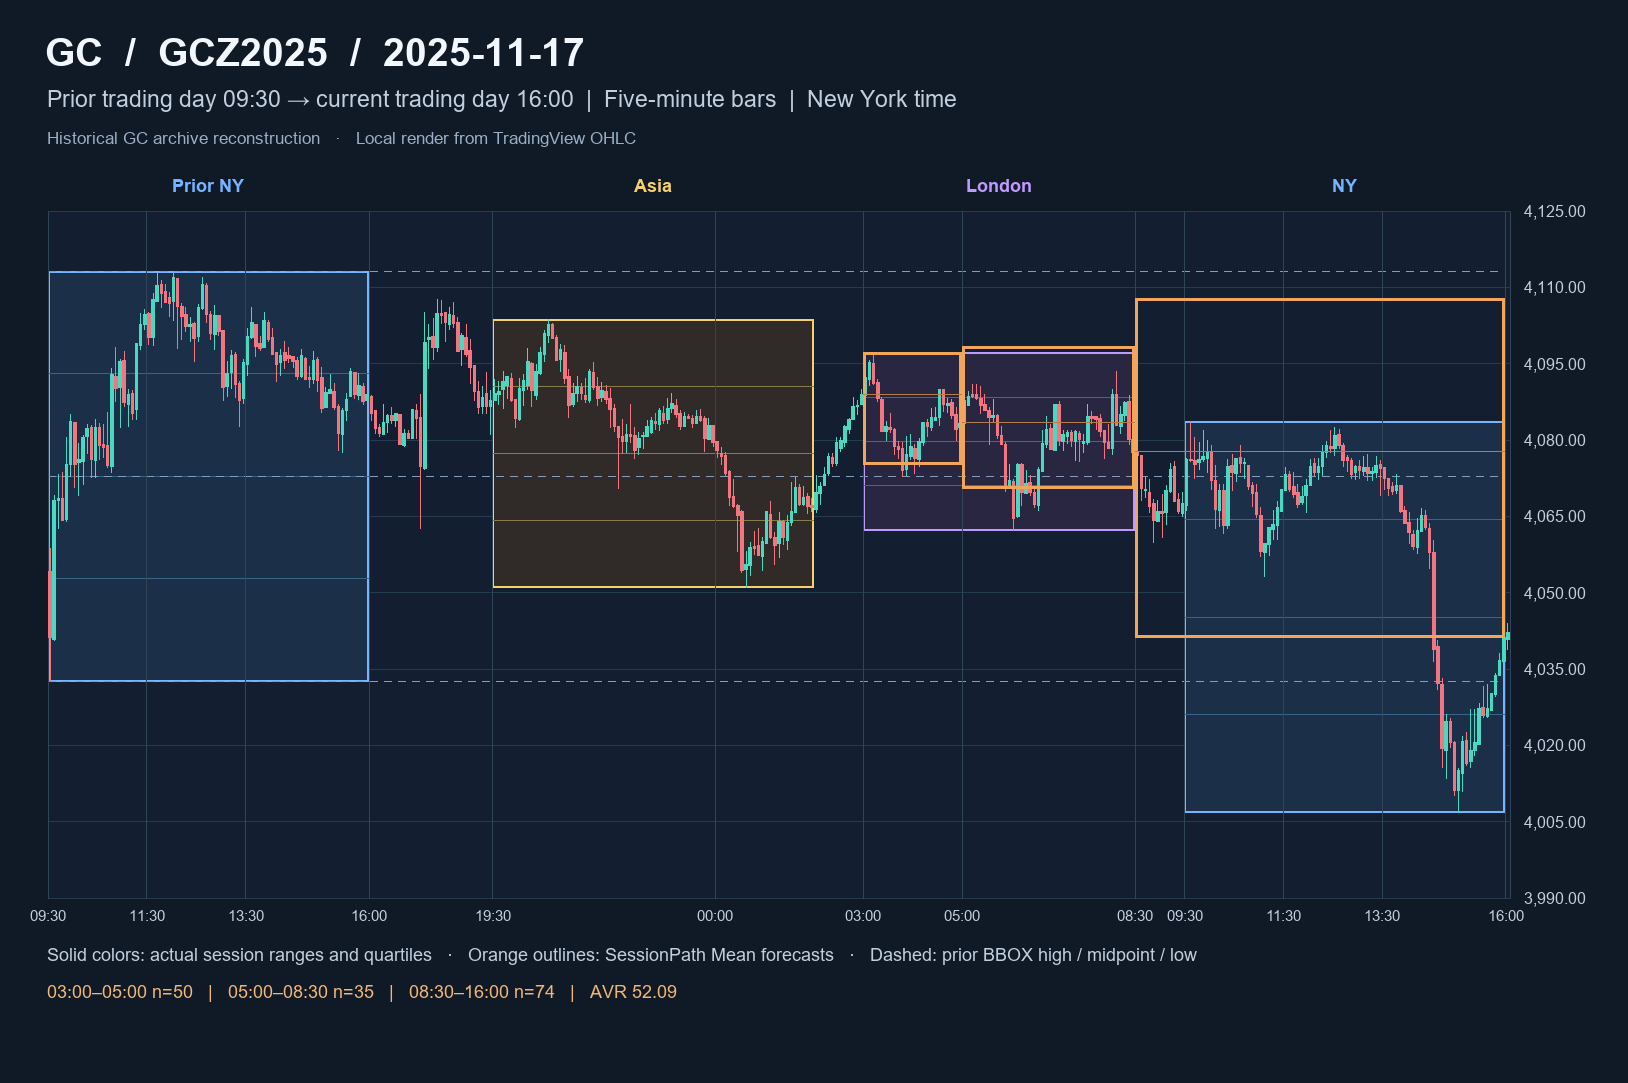 GC / GCZ2025 / 2025-11-17
Prior trading day 09:30 → current trading day 16:00 | Five-minute bars | New York time
Historical GC archive reconstruction · Local render from TradingView OHLC
Prior NY Asia London NY
4,125.00
4,110.00
4,095.00
4,080.00
4,065.00
4,050.00
4,035.00
4,020.00
4,005.00
3,990.00
09:30 11:30 13:30 16:00 19:30 00:00 03:00 05:00 08:30 09:30 11:30 13:30 16:00
Solid colors: actual session ranges and quartiles · Orange outlines: SessionPath Mean forecasts · Dashed: prior BBOX high / midpoint / low
03:00–05:00 n=50 | 05:00–08:30 n=35 | 08:30–16:00 n=74 | AVR 52.09